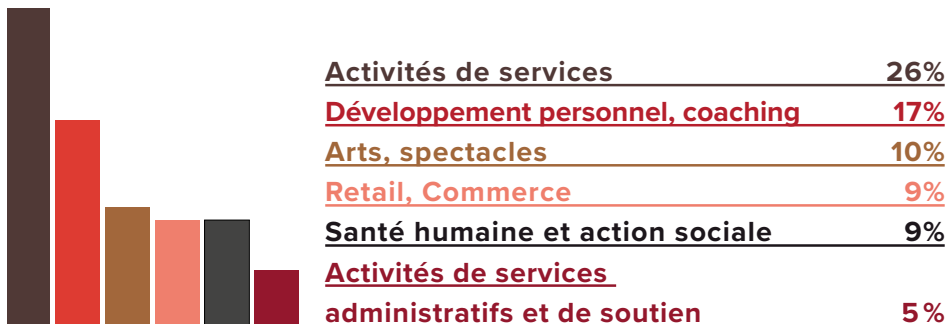 Activités de services 26%
Développement personnel, coaching 17%
Arts, spectacles 10%
Retail, Commerce 9%
Santé humaine et action sociale 9%
Activités de services
administratifs et de soutien 5%